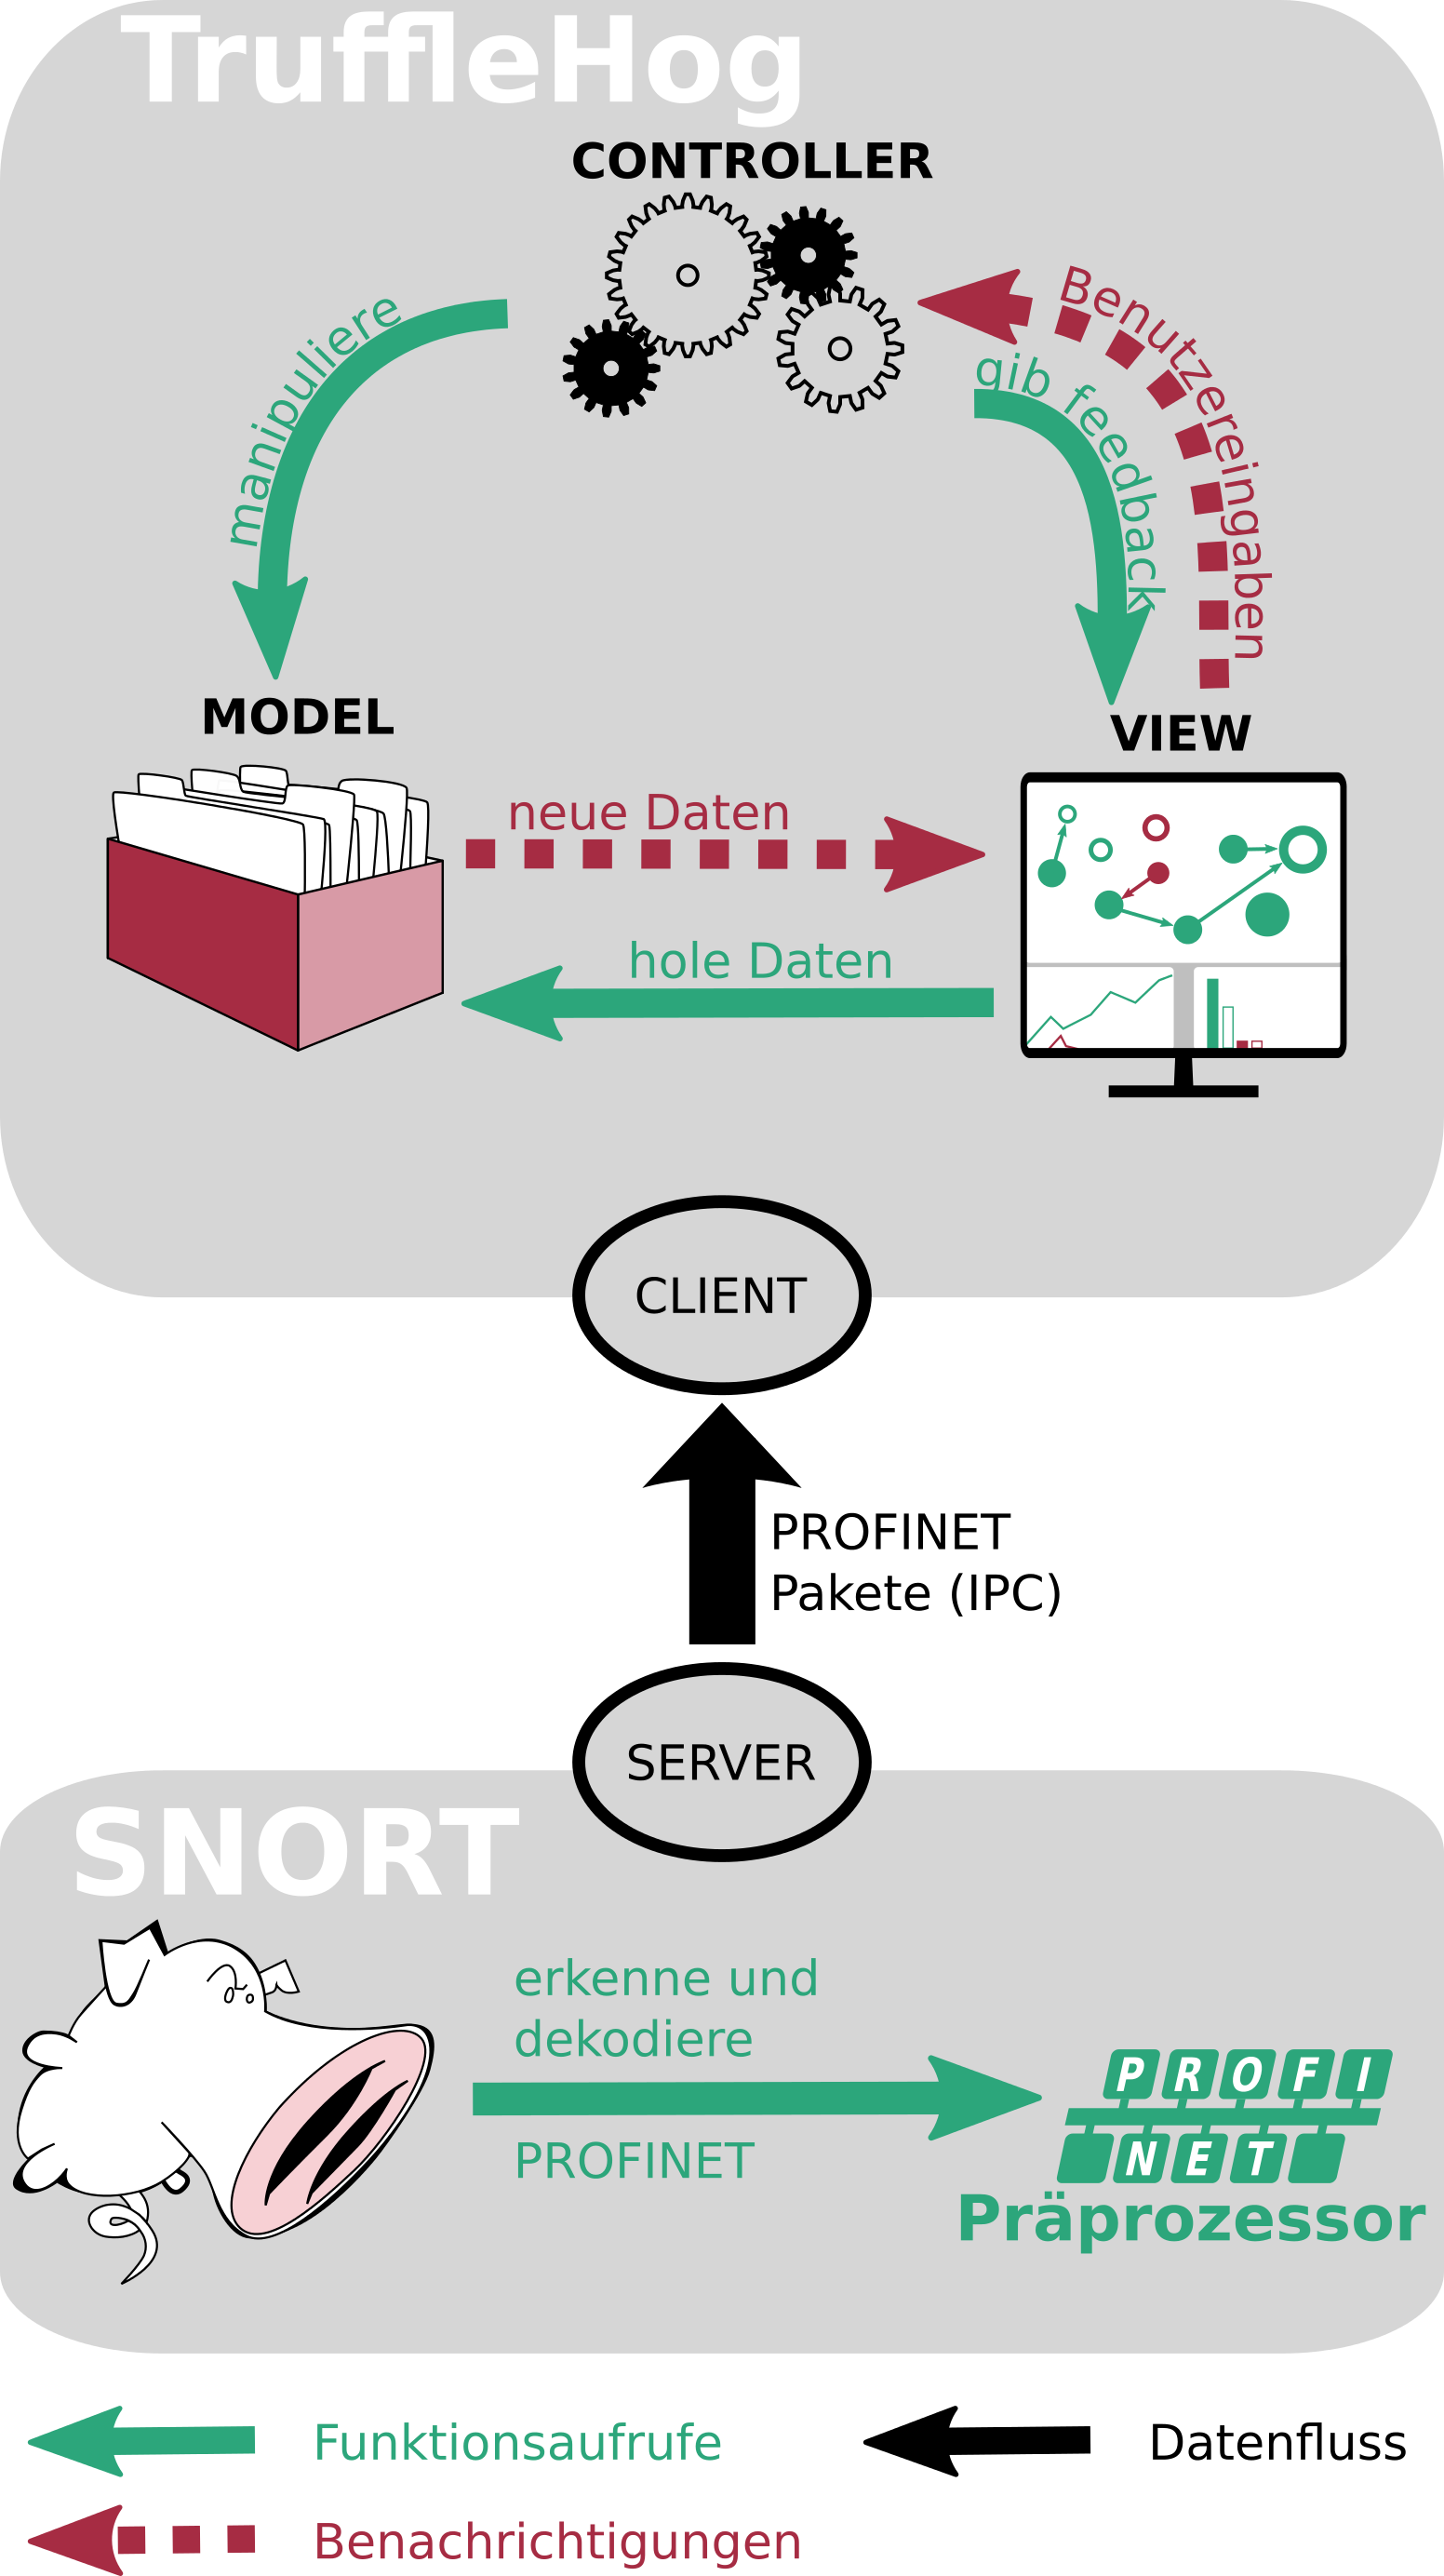 TruffleHog
CONTROLLER
manipuliere
Benutzereingaben
gib feedback
MODEL
VIEW
neue Daten
hole Daten
CLIENT
PROFINET
Pakete (IPC)
SERVER
SNORT
erkenne und
dekodiere
PROFINET
PROFI
NET
Präprozessor
Funktionsaufrufe
Datenfluss
Benachrichtigungen